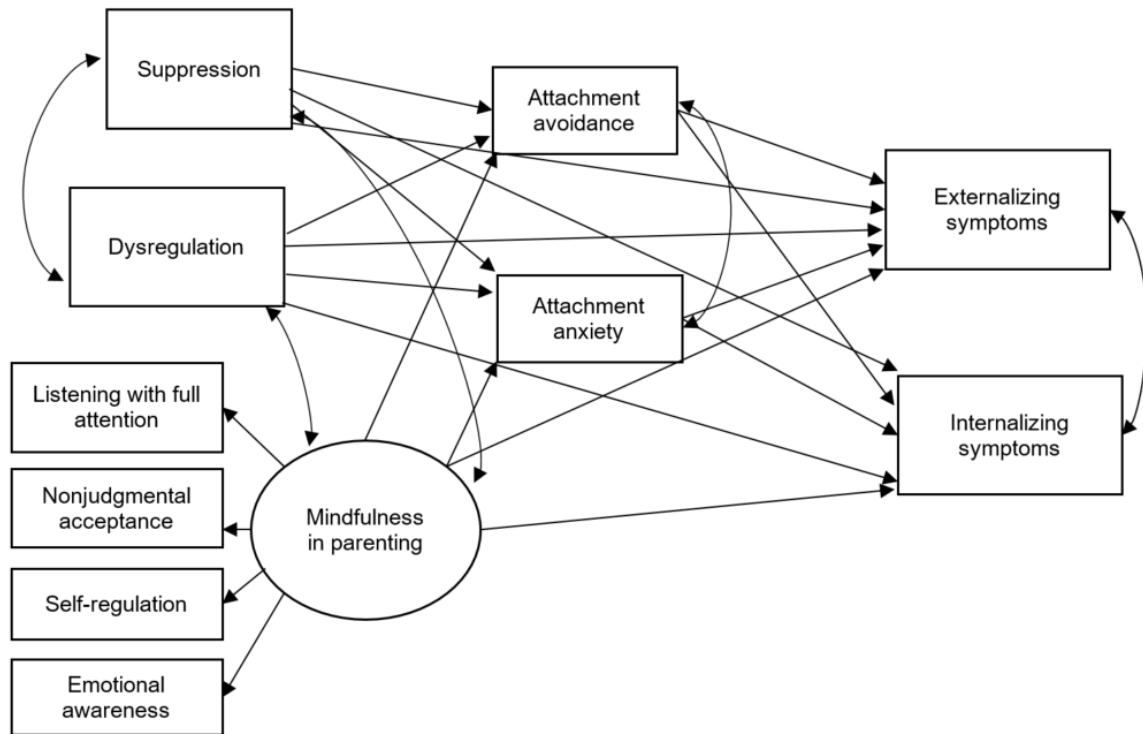 Suppression
Attachment
avoidance
Externalizing
symptoms
Dysregulation
Attachment
anxiety
Listening with full
attention
Internalizing
symptoms
Nonjudgmental
acceptance
Mindfulness
in parenting
Self-regulation
Emotional
awareness